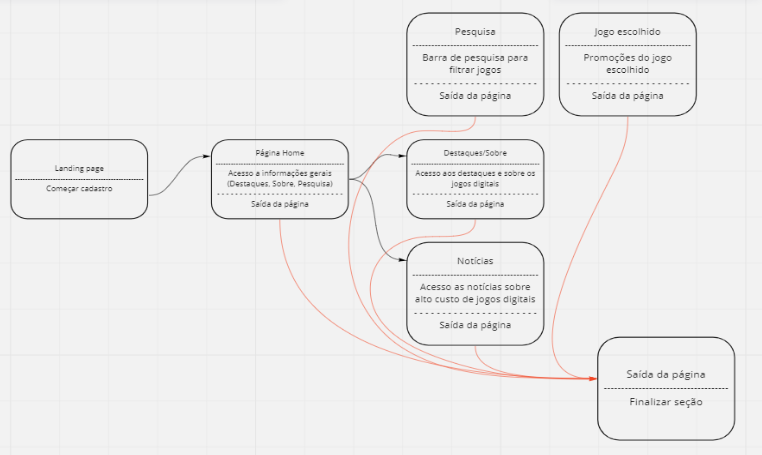 Pesquisa
Barra de pesquisa para
filtrar jogos
Saída da página
Jogo escolhido
Promoções do jogo
escolhido
Saída da página
Landing page
Começar cadastro
Página Home
Acesso a informações gerais
(Destaques, Sobre, Pesquisa)
Saída da página
Destaques/Sobre
Acesso aos destaques e sobre os
jogos digitais
Saída da página
Notícias
Acesso as notícias sobre
alto custo de jogos digitais
Saída da página
Saída da página
Finalizar seção